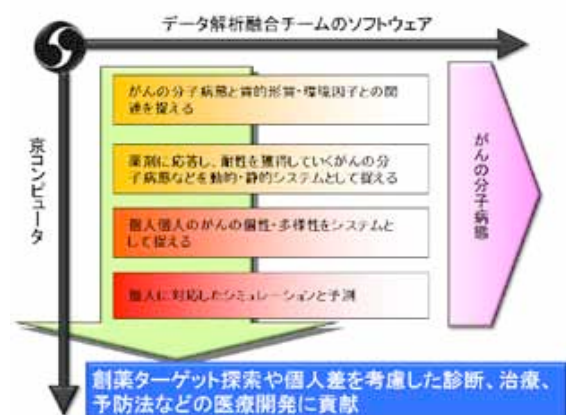 データ解析融合チームのソフトウェア
京コンピュータ
がんの分子病態と質的形質・環境因子との関
連を捉える
薬剤に応答し、耐性を獲得していくがんの分
子病態などを動的・静的システムとして捉える
個人個人のがんの個性・多様性をシステムと
して捉える
個人に対応したシミュレーションと予測
がんの分子病態
創薬ターゲット探索や個人差を考慮した診断、治療、
予防法などの医療開発に貢献